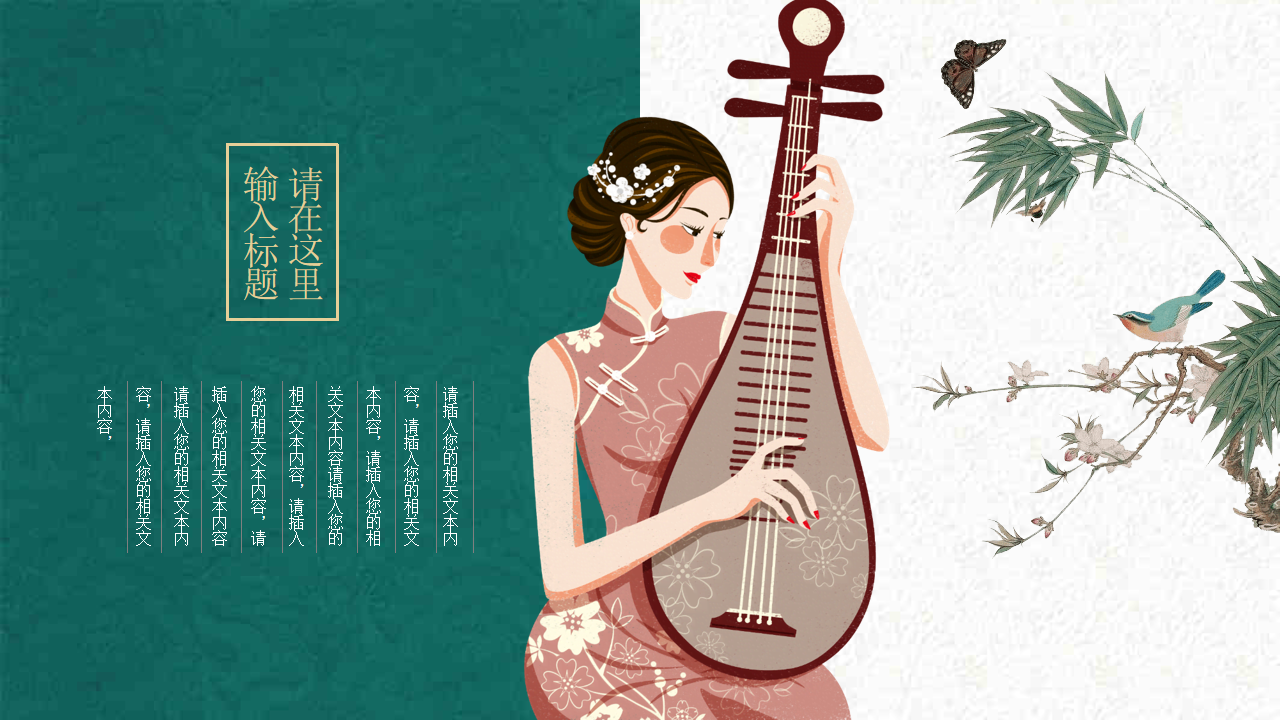 请在这里
输入标题
请插入您的相关文本内
容，请插入您的相关文
本内容，请插入您的相
关文本内容请插入您的
相关文本内容，请插入
您的相关文本内容，请
插入您的相关文本内容
请插入您的相关文本内
容，请插入您的相关文
本内容，